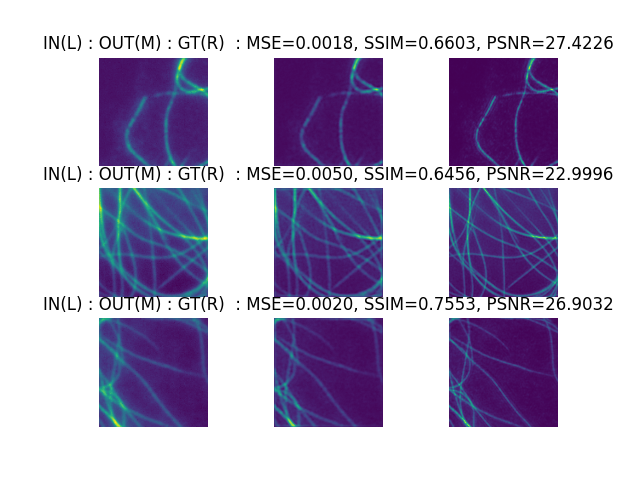 IN(L) : OUT(M) : GT(R)  : MSE=0.0018, SSIM=0.6603, PSNR=27.4226
IN(L) : OUT(M) : GT(R)  : MSE=0.0050, SSIM=0.6456, PSNR=22.9996
IN(L) : OUT(M) : GT(R)  : MSE=0.0020, SSIM=0.7553, PSNR=26.9032